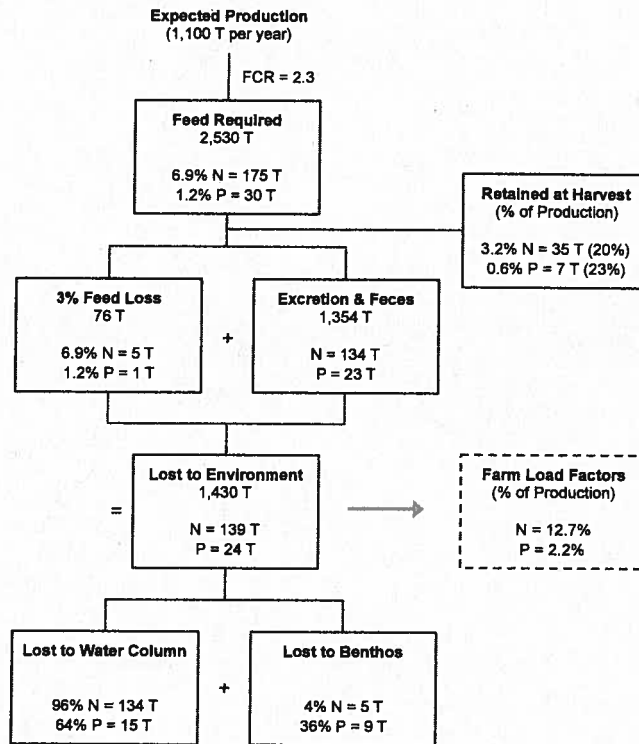 Expected Production
(1,100 T per year)
FCR = 2.3
Feed Required
2,530 T
6.9% N = 175 T
1.2% P = 30 T
Retained at Harvest
(% of Production)
3.2% N = 35 T (20%)
0.6% P = 7 T (23%)
3% Feed Loss
76 T
6.9% N = 5 T
1.2% P = 1 T
+
Excretion & Feces
1,354 T
N = 134 T
P = 23 T
=
Lost to Environment
1,430 T
N = 139 T
P = 24 T
Farm Load Factors
(% of Production)
N = 12.7%
P = 2.2%
Lost to Water Column
96% N = 134 T
64% P = 15 T
+
Lost to Benthos
4% N = 5 T
36% P = 9 T